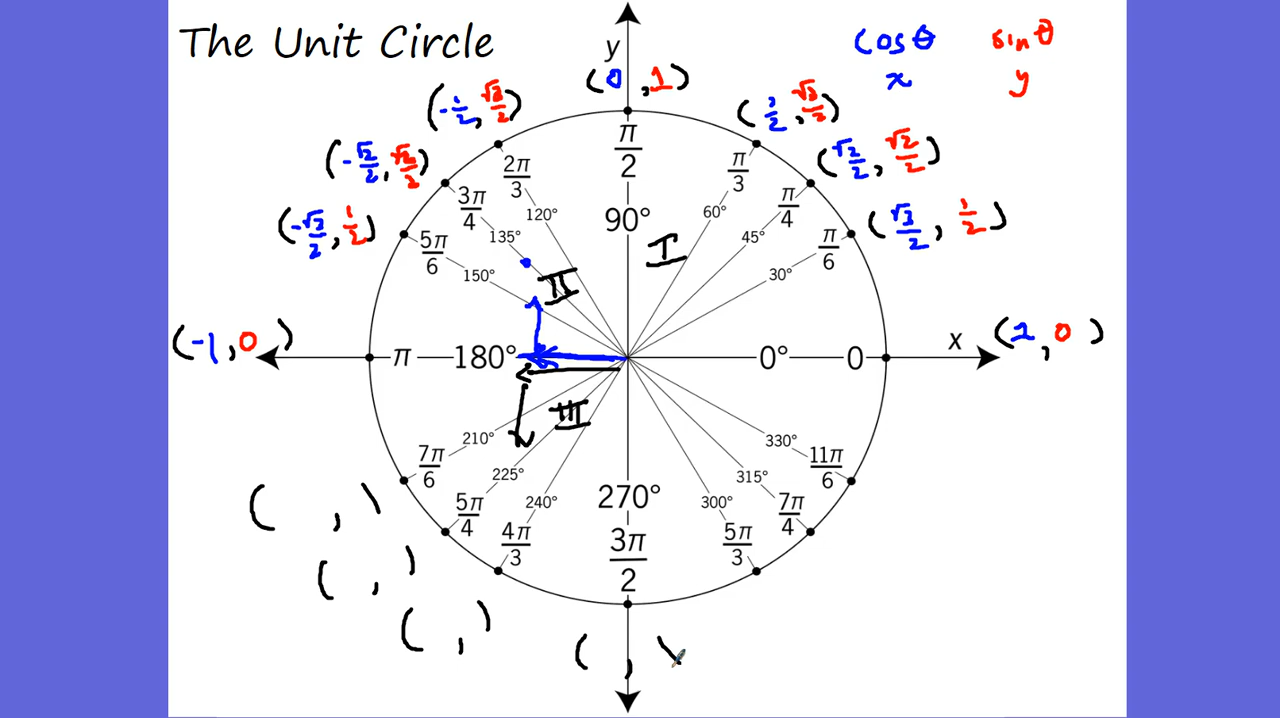 The Unit Circle
cosθ sinθ
x y
y
(0,1)
(-1/2, √3/2) (1/2, √3/2)
(-√2/2, √2/2) (√2/2, √2/2)
(-√3/2, 1/2) (√3/2, 1/2)
π/2
2π/3 π/3
3π/4 π/4
5π/6 π/6
120° 90° 60°
135° 45°
150° 30°
I
II
(-1,0) π 180° 0° 0 x (1,0)
III
210° 330°
7π/6 11π/6
225° 315°
240° 270° 300°
5π/4 7π/4
4π/3 3π/2 5π/3
( , )
( , )
( , )
( , )